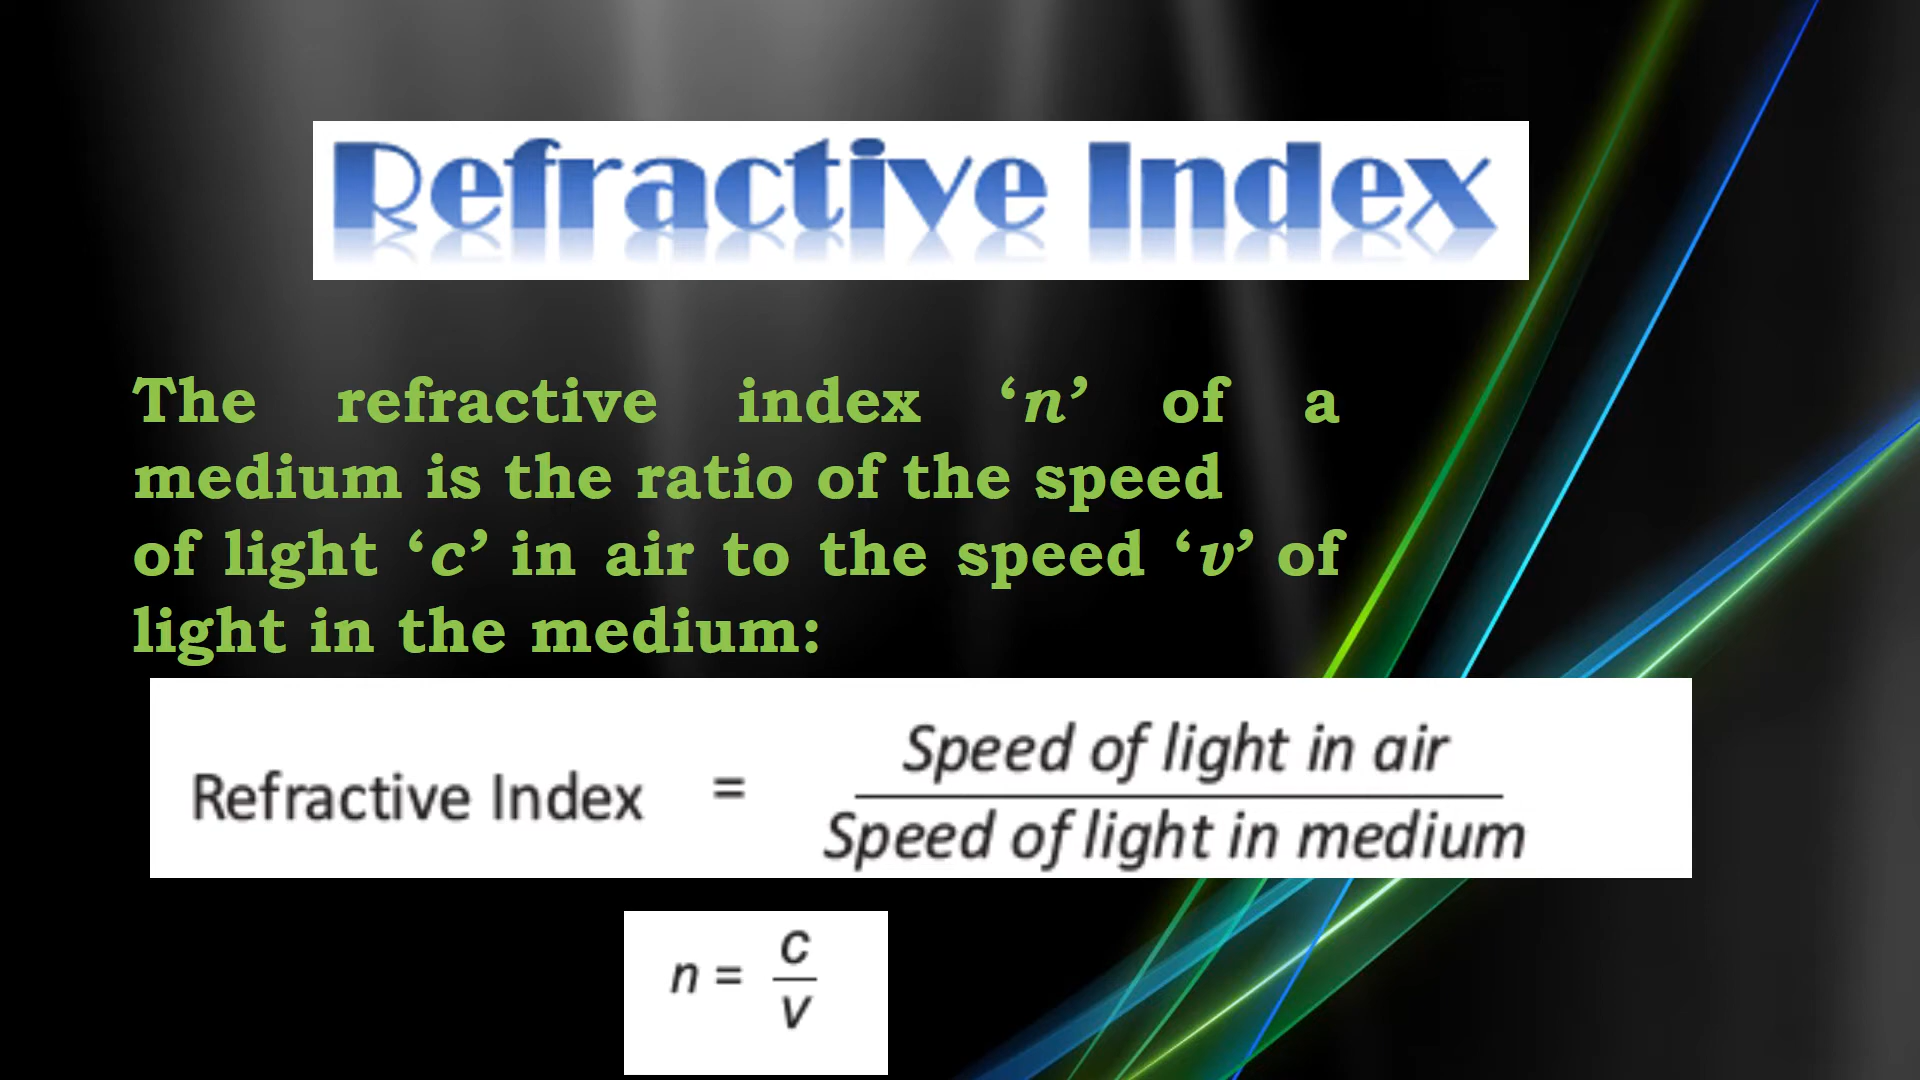 Refractive Index
The refractive index ‘n’ of a
medium is the ratio of the speed
of light ‘c’ in air to the speed ‘v’ of
light in the medium:
Refractive Index = Speed of light in air
Speed of light in medium
n = c
v